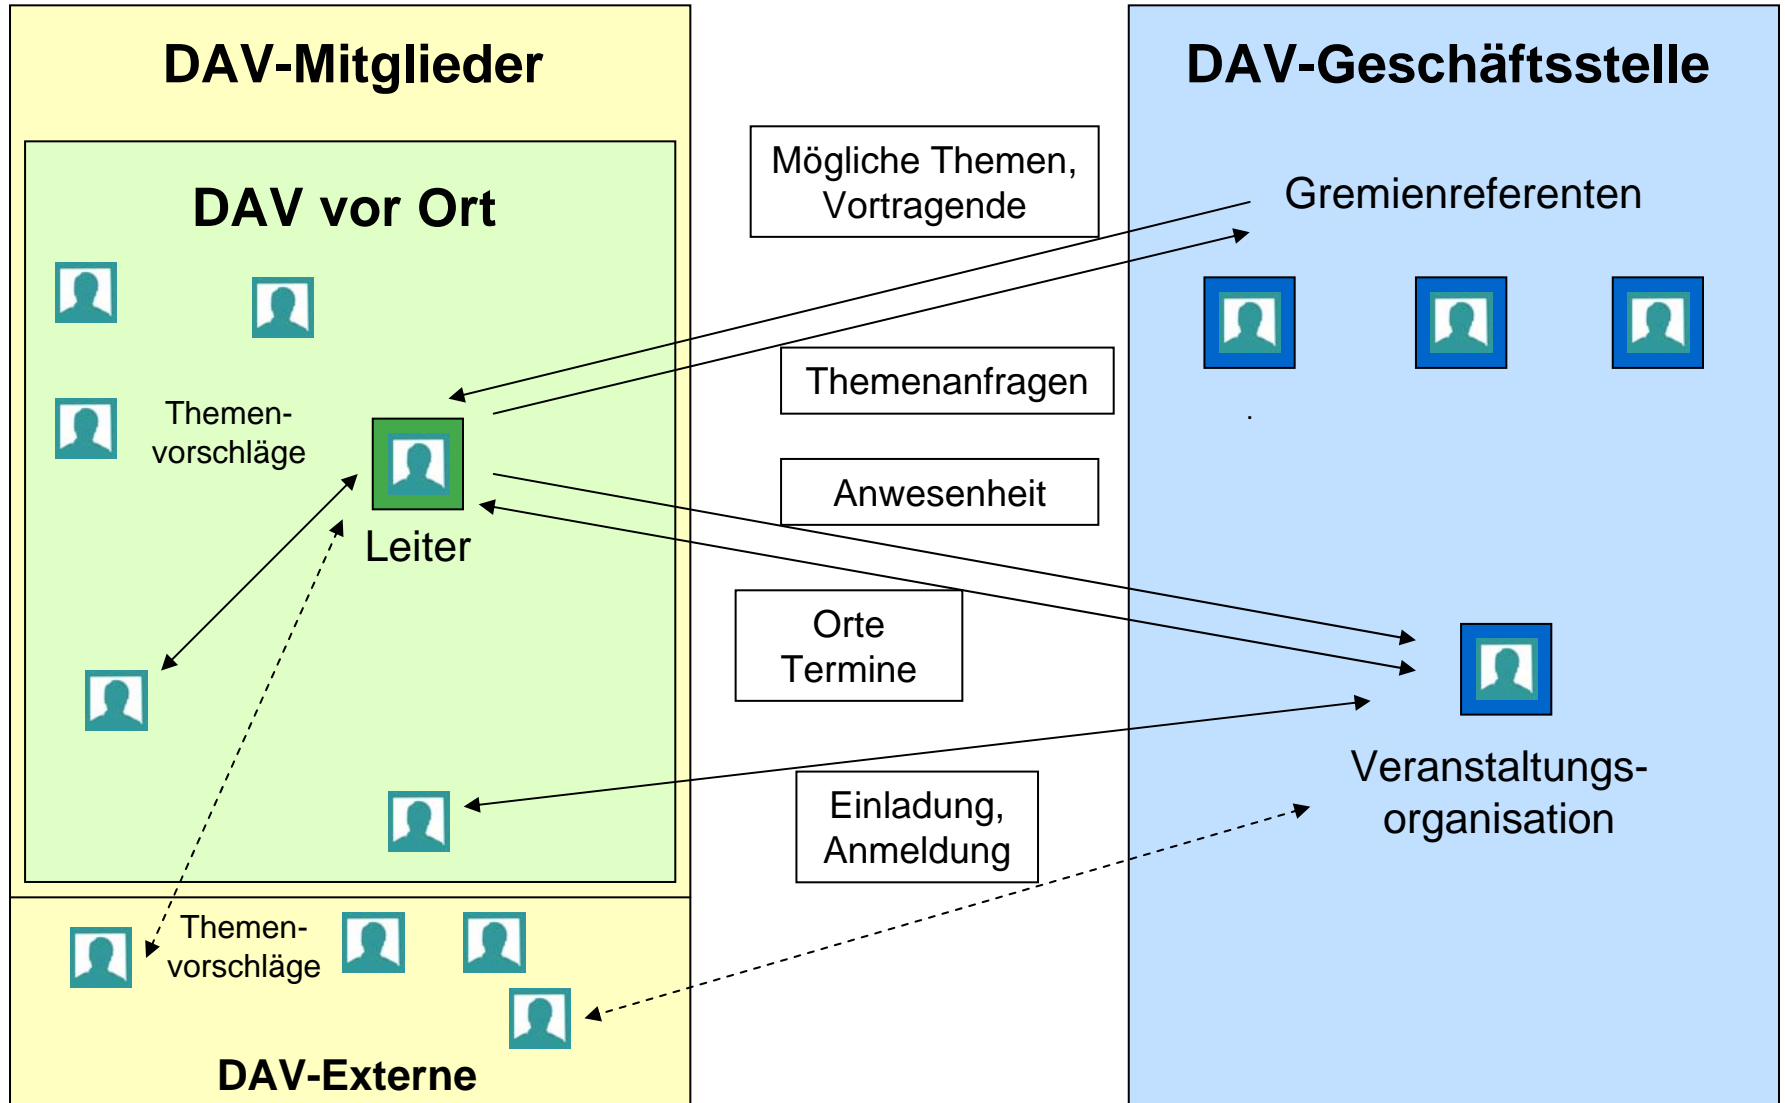 DAV-Mitglieder
DAV vor Ort
Themen-
vorschläge
Leiter
Themen-
vorschläge
DAV-Externe
Mögliche Themen,
Vortragende
Themenanfragen
Anwesenheit
Orte
Termine
Einladung,
Anmeldung
DAV-Geschäftsstelle
Gremienreferenten
.
Veranstaltungs-
organisation